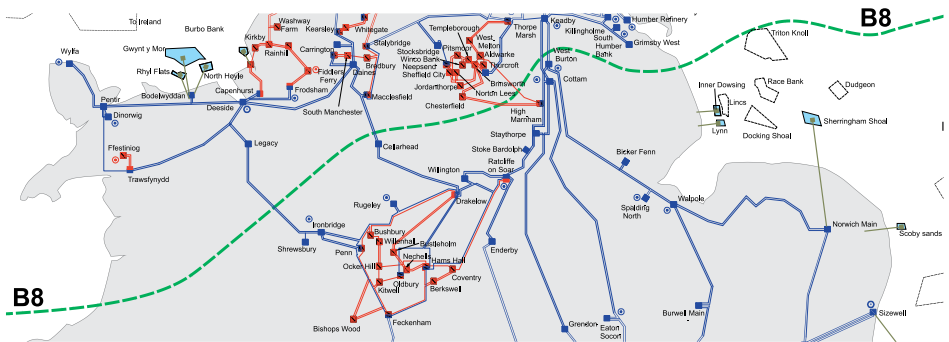 To Ireland
Burbo Bank
Washway
Farm
Kearsley
Whitegate
Kirkby
Carrington
Stalybridge
Rainhill
Gwynt y Mor
Wylfa
Rhyl Flats
North Hoyle
Bodelwyddan
Capenhurst
Fiddlers
Ferry
Frodsham
Daines
Bredbury
South Manchester
Macclesfield
Pentir
Dinorwig
Deeside
Ffestiniog
Trawsfynydd
Legacy
Templeborough
West
Melton
Thorpe
Marsh
Pitsmoor
Aldwarke
Stocksbridge
Winco Bank
Neepsend
Thurcroft
Sheffield City
Brinsworth
Jordanthorpe
Norton Lees
Chesterfield
High
Marnham
Keadby
Killingholme
Humber Refinery
South
Humber
Bank
Grimsby West
West
Burton
Cottam
B8
Triton Knoll
Inner Dowsing
Race Bank
Lincs
Dudgeon
Lynn
Docking Shoal
Sherringham Shoal
Staythorpe
Stoke Bardolph
Cellarhead
Ratcliffe
on Soar
Willington
Bicker Fenn
Drakelow
Rugeley
Spalding
North
Walpole
Norwich Main
Scoby sands
Ironbridge
Shrewsbury
Bushbury
Willenhall
Bustleholm
Penn
Nechells
Hams Hall
Ocker Hill
Oldbury
Coventry
Kitwell
Berkswell
Enderby
B8
Bishops Wood
Feckenham
Grendon
Eaton
Socon
Burwell Main
Sizewell